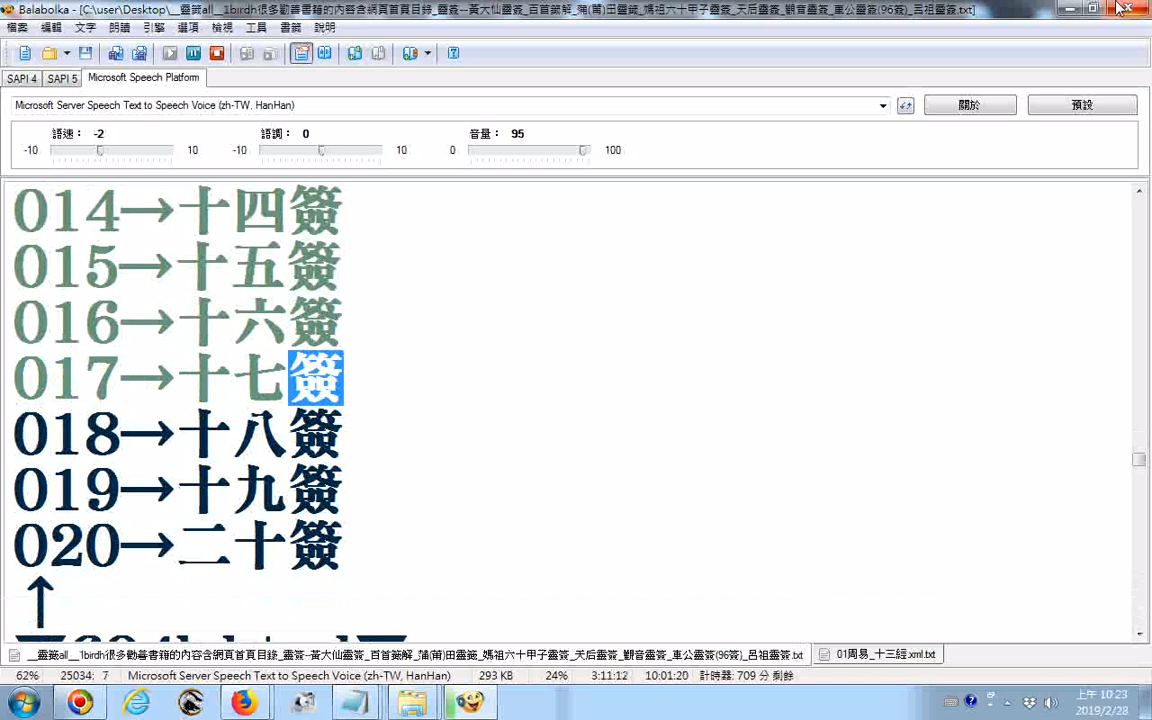 Balabolka - [C:\user\Desktop\__靈籤all__1birdh很多勸善書籍的內容含網頁首頁目錄_靈簽--黃大仙靈簽_百首籤解_蒲(莆)田靈籤_媽祖六十甲子靈籤_天后靈簽_觀音靈簽_車公靈簽(96簽)_呂祖靈簽.txt]
檔案 編輯 文字 朗讀 引擎 選項 檢視 工具 書籤 說明
SAPI 4 SAPI 5 Microsoft Speech Platform
Microsoft Server Speech Text to Speech Voice (zh-TW, HanHan) 關於 預設
語速： -2 語調： 0 音量： 95
-10 10 -10 10 0 100
014→十四簽
015→十五簽
016→十六簽
017→十七簽
018→十八簽
019→十九簽
020→二十簽
↑
__靈籤all__1birdh很多勸善書籍的內容含網頁首頁目錄_靈簽--黃大仙靈簽_百首籤解_蒲(莆)田靈籤_媽祖六十甲子靈籤_天后靈簽_觀音靈簽_車公靈簽(96簽)_呂祖靈簽.txt 01周易_十三經.xml.txt
62% 25034: 7 Microsoft Server Speech Text to Speech Voice (zh-TW, HanHan) 293 KB 24% 3:11:12 10:01:20 計時器: 709 分 剩餘
上午 10:23
2019/2/28